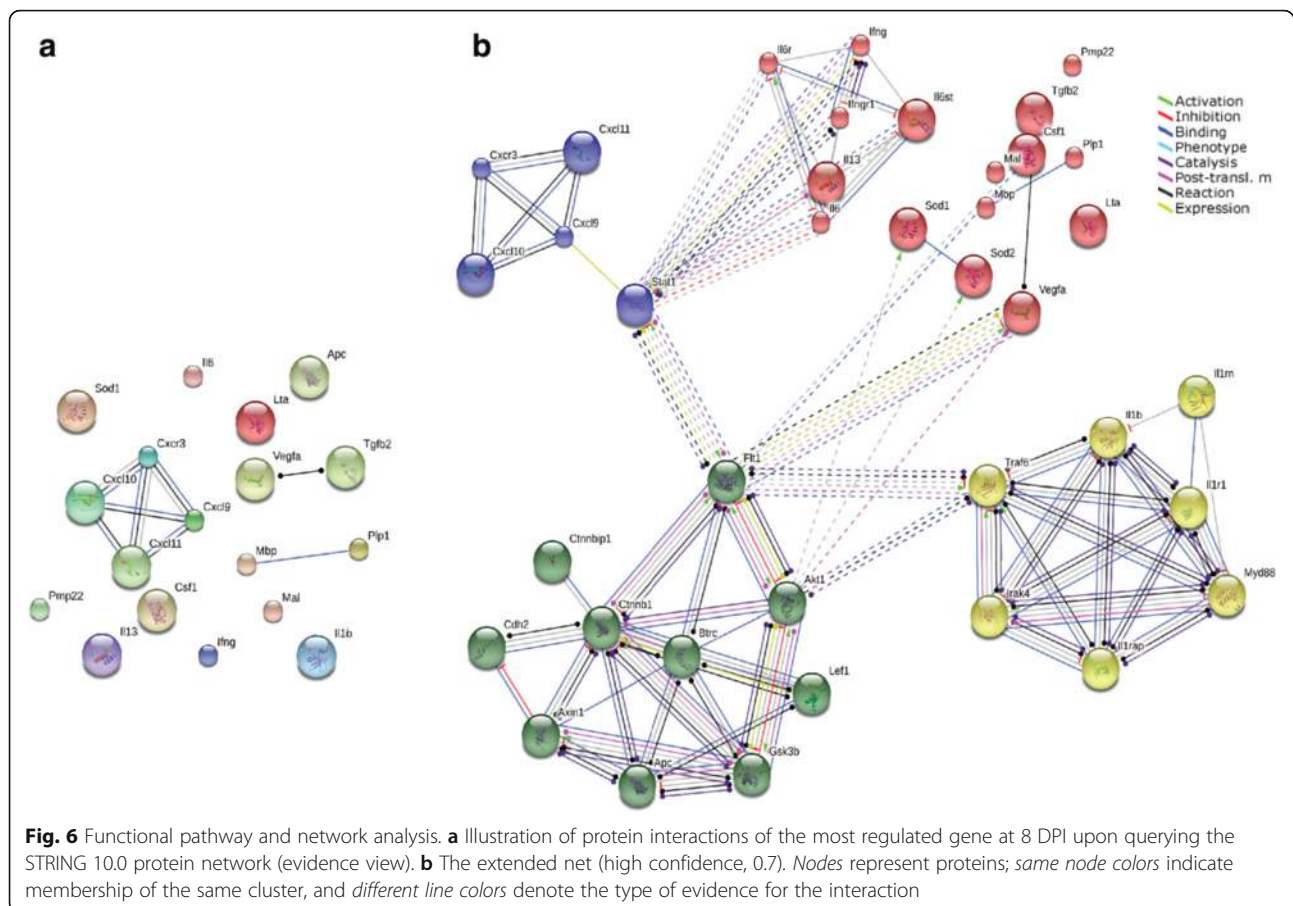 a
b
Il6
Apc
Sod1
Lta
Cxcr3
Vegfa
Tgfb2
Cxcl10
Cxcl9
Cxcl11
Mbp
Plp1
Pmp22
Csf1
Mal
Il13
Ifng
Il1b
Il6r
Ifng
Pmp22
Ifngr1
Il6st
Tgfb2
Csf1
Plp1
Mal
Mbp
Lta
Cxcl11
Cxcr3
Cxcl9
Cxcl10
Stat1
Il13
Il6
Sod1
Sod2
Vegfa
Activation
Inhibition
Binding
Phenotype
Catalysis
Post-transl. m
Reaction
Expression
Il1rn
Il1b
Traf6
Il1r1
Myd88
Irak4
Il1rap
Flt1
Ctnnbip1
Akt1
Ctnnb1
Cdh2
Btrc
Lef1
Axin1
Apc
Gsk3b
Fig. 6 Functional pathway and network analysis. a Illustration of protein interactions of the most regulated gene at 8 DPI upon querying the
STRING 10.0 protein network (evidence view). b The extended net (high confidence, 0.7). Nodes represent proteins; same node colors indicate
membership of the same cluster, and different line colors denote the type of evidence for the interaction